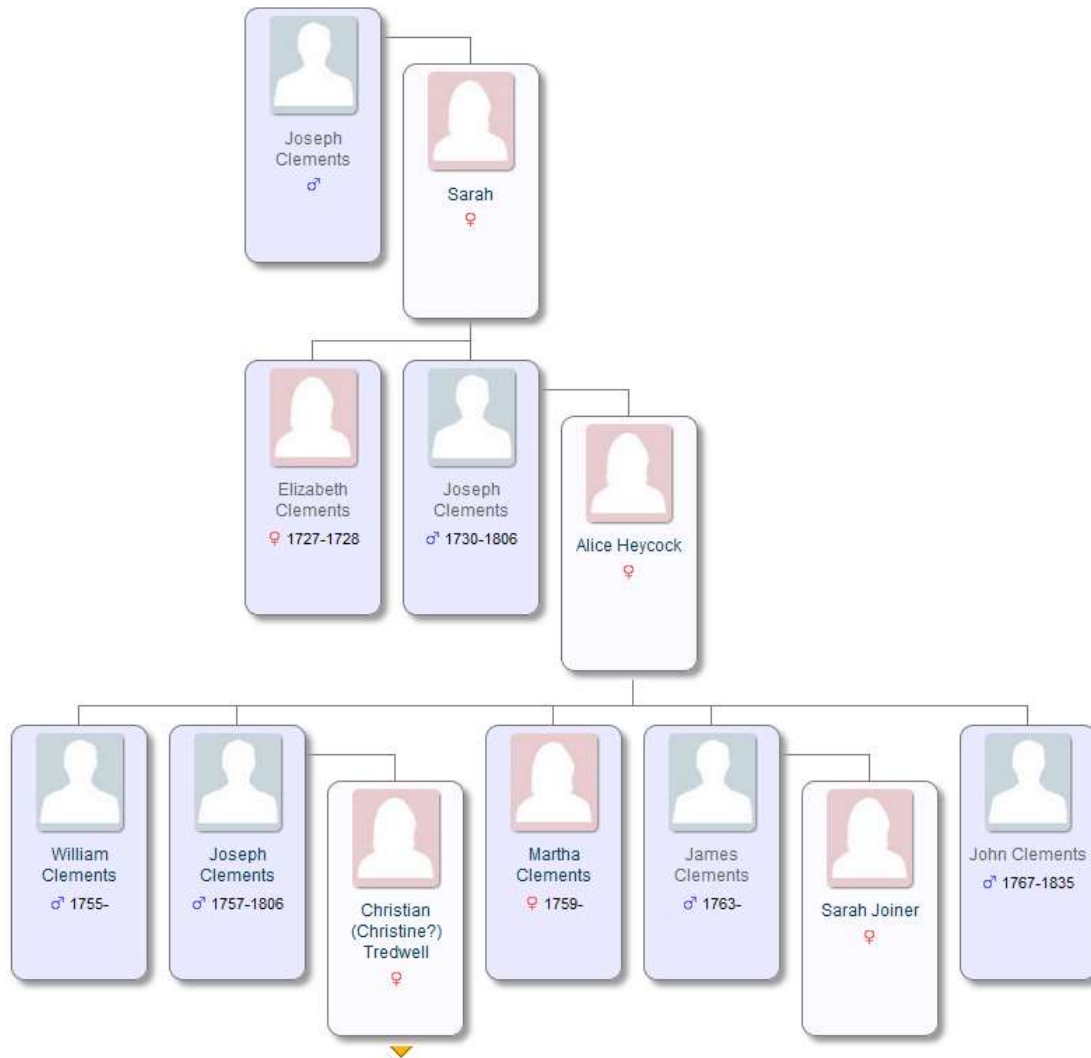 Joseph
Clements
♂
Sarah
♀
Elizabeth
Clements
♀ 1727-1728
Joseph
Clements
♂ 1730-1806
Alice Heycock
♀
William
Clements
♂ 1755-
Joseph
Clements
♂ 1757-1806
Christian
(Christine?)
Tredwell
♀
Martha
Clements
♀ 1759-
James
Clements
♂ 1763-
Sarah Joiner
♀
John Clements
♂ 1767-1835